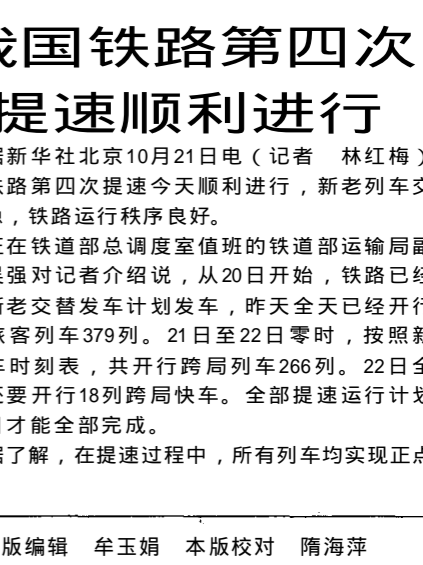 我国铁路第四次
提速顺利进行
据新华社北京10月21日电（记者　林红梅）
铁路第四次提速今天顺利进行，新老列车交
，铁路运行秩序良好。
正在铁道部总调度室值班的铁道部运输局副
吴强对记者介绍说，从20日开始，铁路已经
新老交替发车计划发车，昨天全天已经开行
旅客列车379列。21日至22日零时，按照新
车时刻表，共开行跨局列车266列。22日全
还要开行18列跨局快车。全部提速运行计划
日才能全部完成。
据了解，在提速过程中，所有列车均实现正点
版编辑　牟玉娟　本版校对　隋海萍